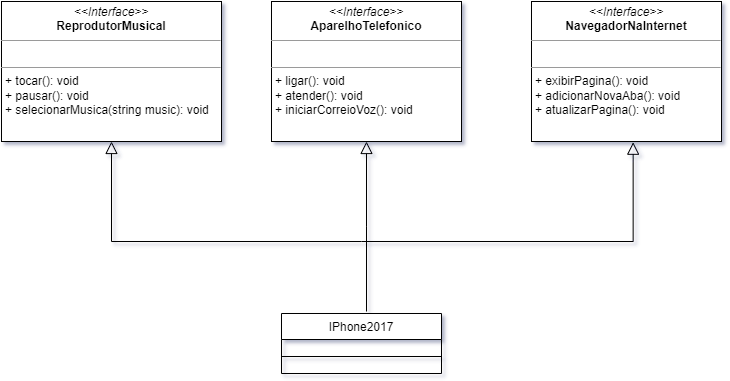 <<Interface>>
ReprodutorMusical
+ tocar(): void
+ pausar(): void
+ selecionarMusica(string music): void
<<Interface>>
AparelhoTelefonico
+ ligar(): void
+ atender(): void
+ iniciarCorreioVoz(): void
<<Interface>>
NavegadorNaInternet
+ exibirPagina(): void
+ adicionarNovaAba(): void
+ atualizarPagina(): void
IPhone2017